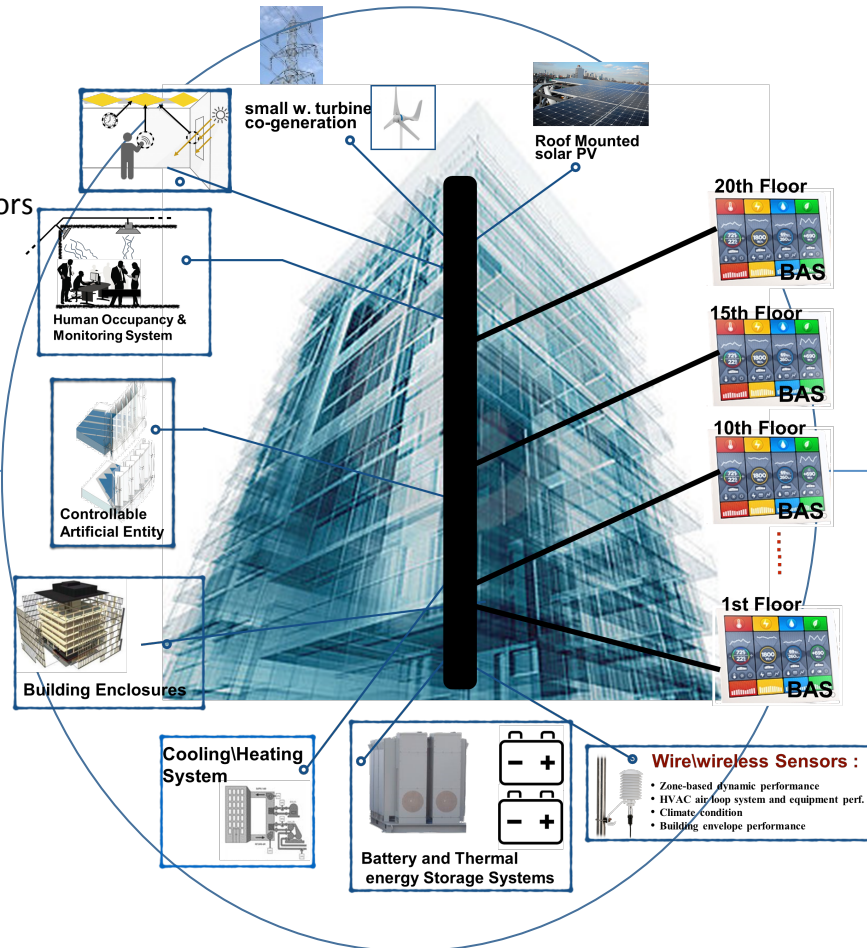 small w. turbine
co-generation
Roof Mounted
solar PV
ors
20th Floor
BAS
Human Occupancy &
Monitoring System
15th Floor
BAS
10th Floor
BAS
Controllable
Artificial Entity
1st Floor
BAS
Building Enclosures
Cooling\Heating
System
Battery and Thermal
energy Storage Systems
Wire\wireless Sensors :
• Zone-based dynamic performance
• HVAC air loop system and equipment perf.
• Climate condition
• Building envelope performance